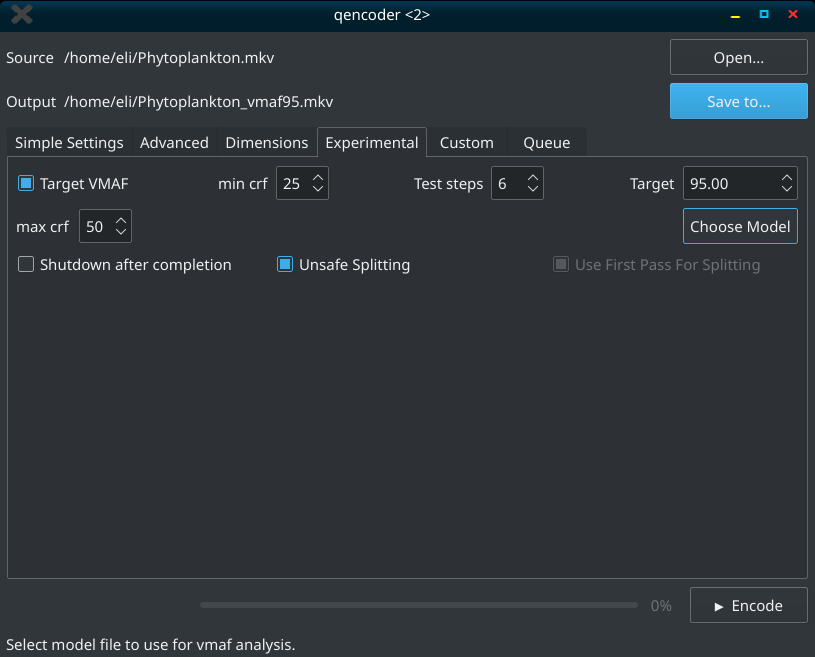 qencoder <2>
Source /home/eli/Phytoplankton.mkv Open...
Output /home/eli/Phytoplankton_vmaf95.mkv Save to...
Simple Settings Advanced Dimensions Experimental Custom Queue
Target VMAF min crf 25 Test steps 6 Target 95.00
max crf 50 Choose Model
Shutdown after completion Unsafe Splitting Use First Pass For Splitting
0% Encode
Select model file to use for vmaf analysis.